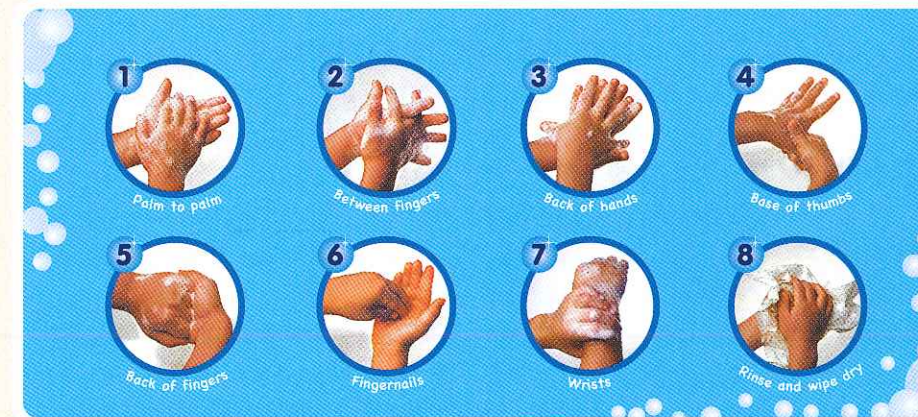 1
Palm to palm
2
Between fingers
3
Back of hands
4
Base of thumbs
5
Back of fingers
6
Fingernails
7
Wrists
8
Rinse and wipe dry